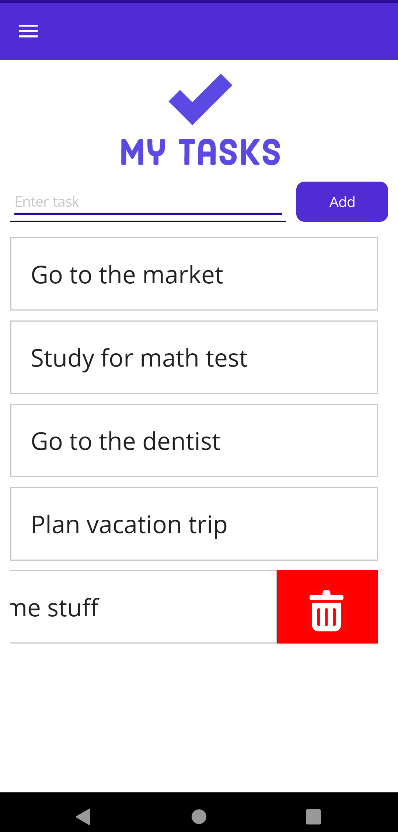 MY TASKS
Enter task
Add
Go to the market
Study for math test
Go to the dentist
Plan vacation trip
stuff